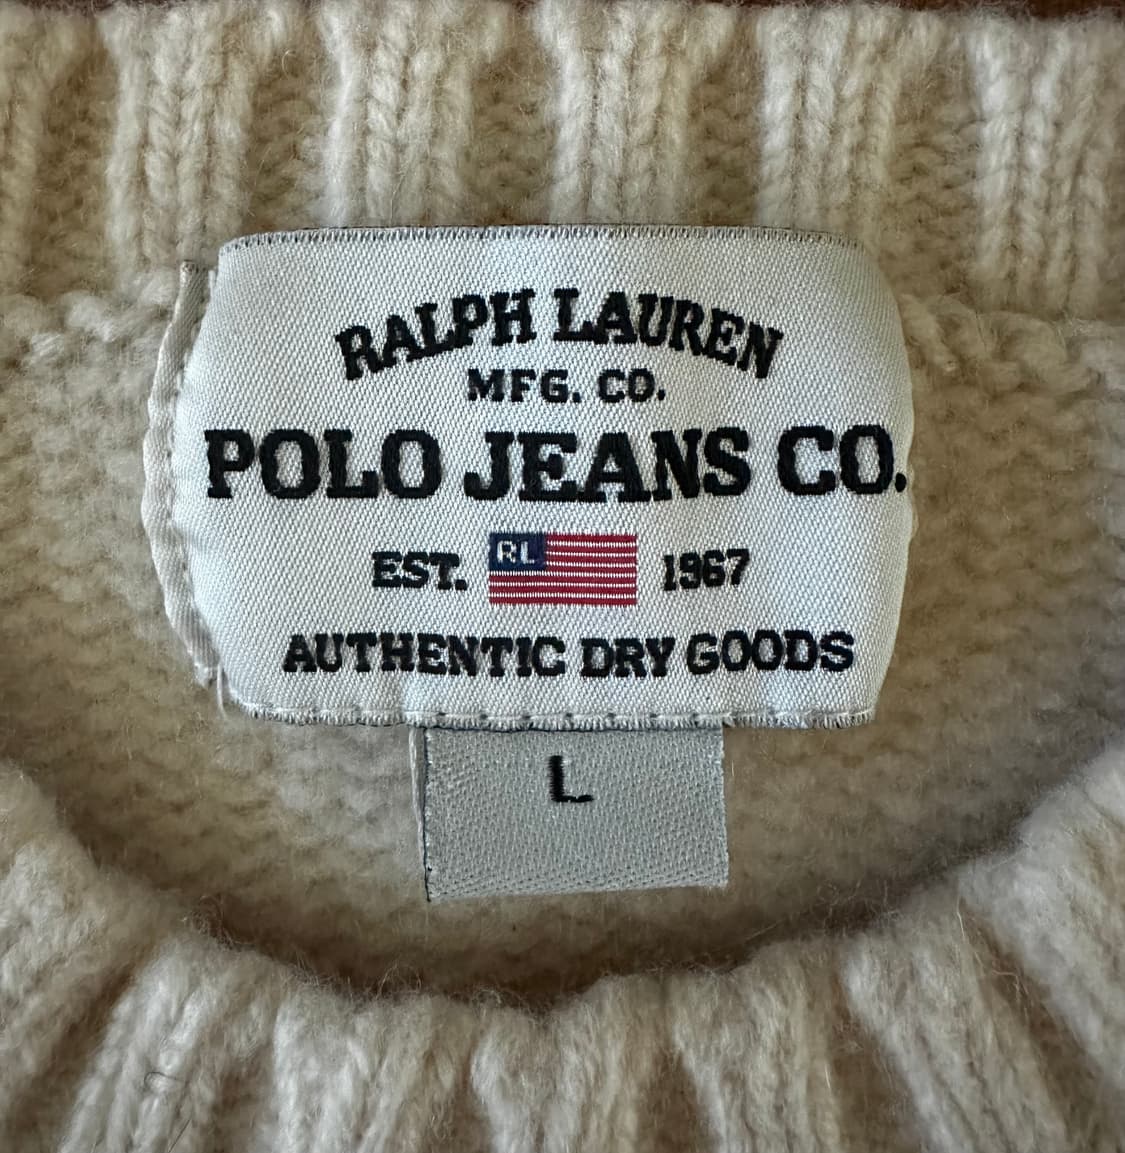 RALPH LAUREN
MFG. CO.
POLO JEANS CO.
EST. RL 1967
AUTHENTIC DRY GOODS
L